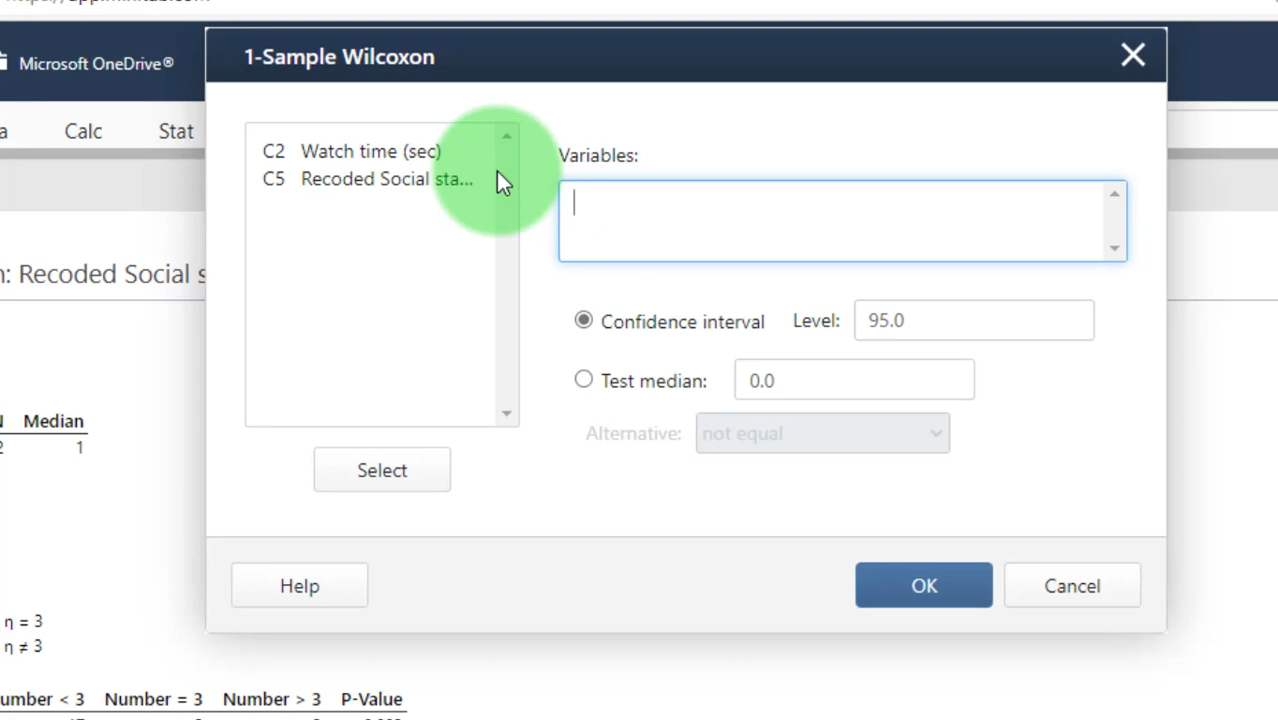 Microsoft OneDrive®
1-Sample Wilcoxon
a Calc Stat
C2 Watch time (sec)
C5 Recoded Social sta...
Variables:
n: Recoded Social s
Confidence interval Level: 95.0
Test median: 0.0
Alternative: not equal
N Median
2 1
Select
Help OK Cancel
η = 3
η ≠ 3
umber < 3 Number = 3 Number > 3 P-Value